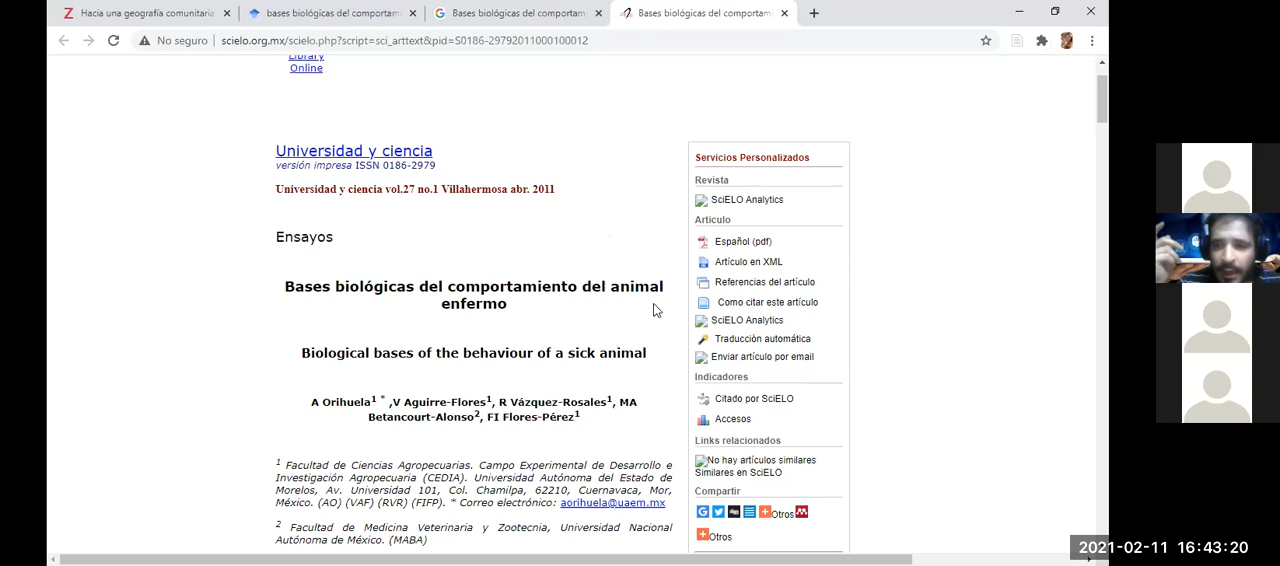 Hacia una geografía comunitaria
bases biológicas del comportami
Bases biológicas del comportam
Bases biológicas del comportam
No seguro
scielo.org.mx/scielo.php?script=sci_arttext&pid=S0186-29792011000100012
Library
Online
Universidad y ciencia
versión impresa ISSN 0186-2979
Universidad y ciencia vol.27 no.1 Villahermosa abr. 2011
Ensayos
Bases biológicas del comportamiento del animal
enfermo
Biological bases of the behaviour of a sick animal
A Orihuela1 * ,V Aguirre-Flores1, R Vázquez-Rosales1, MA
Betancourt-Alonso2, FI Flores-Pérez1
1 Facultad de Ciencias Agropecuarias. Campo Experimental de Desarrollo e
Investigación Agropecuaria (CEDIA). Universidad Autónoma del Estado de
Morelos, Av. Universidad 101, Col. Chamilpa, 62210, Cuernavaca, Mor,
México. (AO) (VAF) (RVR) (FIFP). * Correo electrónico: aorihuela@uaem.mx
2 Facultad de Medicina Veterinaria y Zootecnia, Universidad Nacional
Autónoma de México. (MABA)
Servicios Personalizados
Revista
SciELO Analytics
Articulo
Español (pdf)
Artículo en XML
Referencias del artículo
Como citar este artículo
SciELO Analytics
Traducción automática
Enviar artículo por email
Indicadores
Citado por SciELO
Accesos
Links relacionados
No hay artículos similares
Similares en SciELO
Compartir
Otros
Otros
2021-02-11 16:43:20